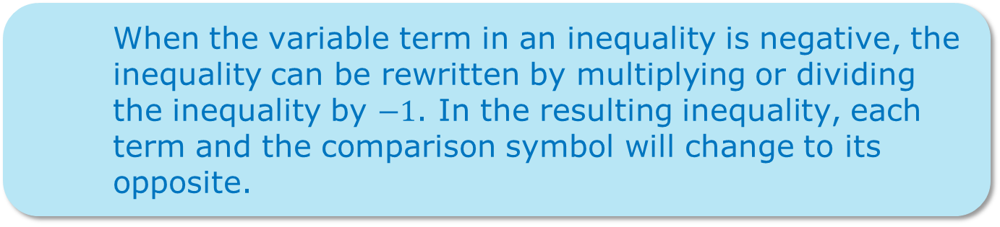 When the variable term in an inequality is negative, the
inequality can be rewritten by multiplying or dividing
the inequality by −1. In the resulting inequality, each
term and the comparison symbol will change to its
opposite.